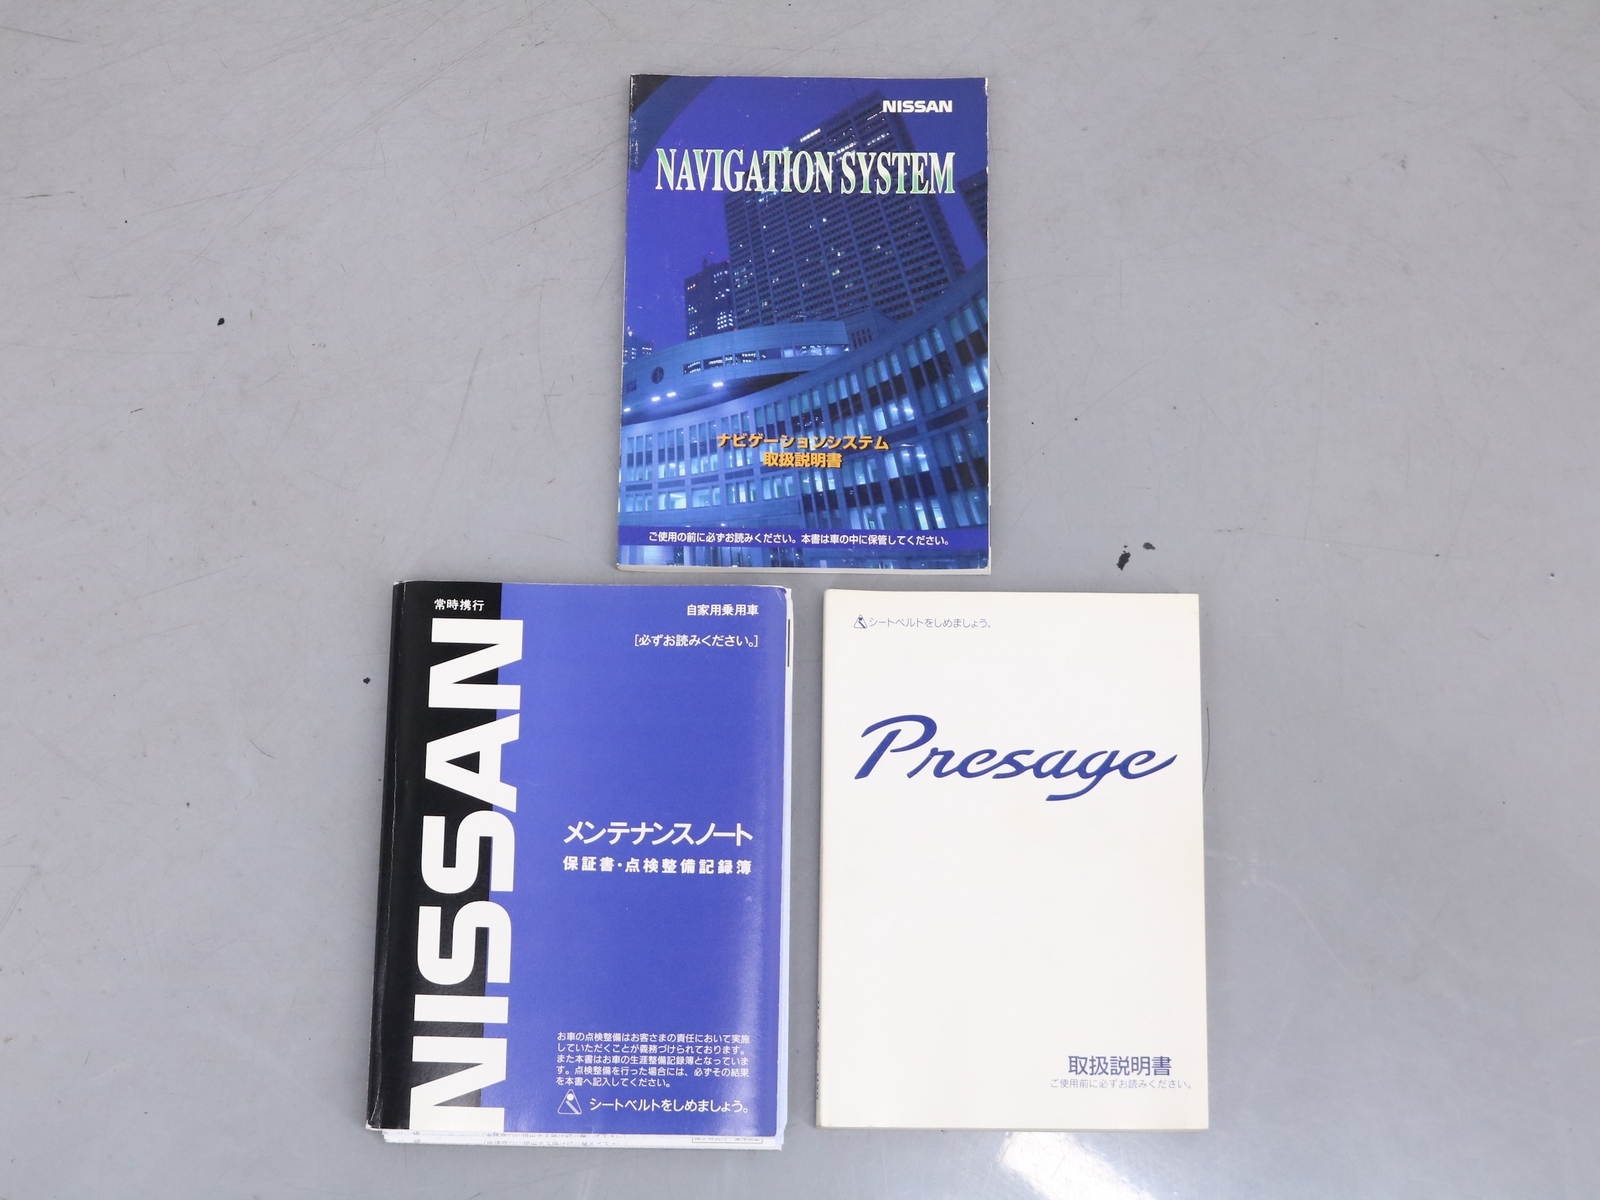 NISSAN
NAVIGATION SYSTEM
ナビゲーションシステム
取扱説明書
ご使用の前に必ずお読みください。本書は車の中に保管してください。
常時携行
NISSAN
自家用乗用車
[必ずお読みください。]
メンテナンスノート
保証書・点検整備記録簿
お車の点検整備はお客さまの責任において実施
していただくことが義務づけられております。
また本書はお車の生涯整備記録簿となっていま
す。点検整備を行った場合には、必ずその結果
を本書へ記入してください。
シートベルトをしめましょう。
シートベルトをしめましょう。
Presage
取扱説明書
ご使用前に必ずお読みください。